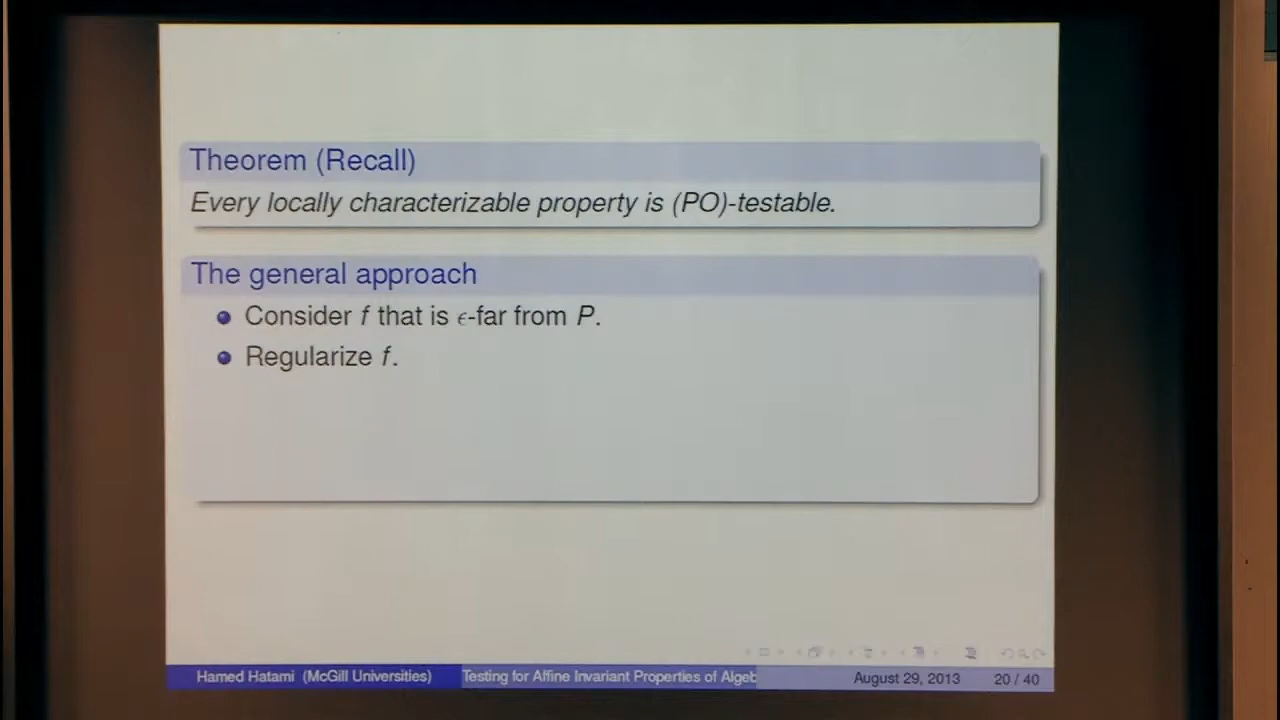 Theorem (Recall)
Every locally characterizable property is (PO)-testable.
The general approach
Consider f that is ϵ-far from P.
Regularize f.
Hamed Hatami (McGill Universities) Testing for Affine Invariant Properties of Algeb August 29, 2013 20 / 40